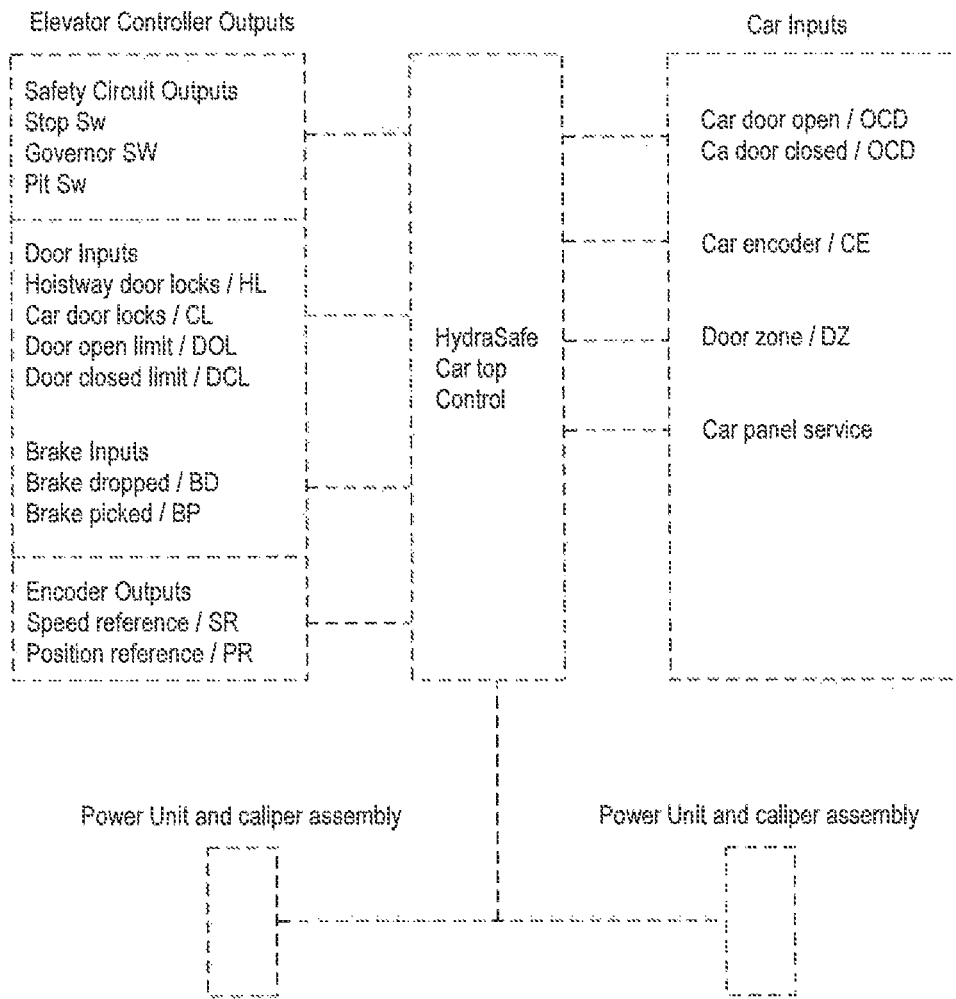 Elevator Controller Outputs
Car Inputs
Safety Circuit Outputs
Stop Sw
Governor SW
Pit Sw
Door Inputs
Hoistway door locks / HL
Car door locks / CL
Door open limit / DOL
Door closed limit / DCL
Brake Inputs
Brake dropped / BD
Brake picked / BP
Encoder Outputs
Speed reference / SR
Position reference / PR
HydraSafe
Car top
Control
Car door open / OCD
Ca door closed / OCD
Car encoder / CE
Door zone / DZ
Car panel service
Power Unit and caliper assembly
Power Unit and caliper assembly